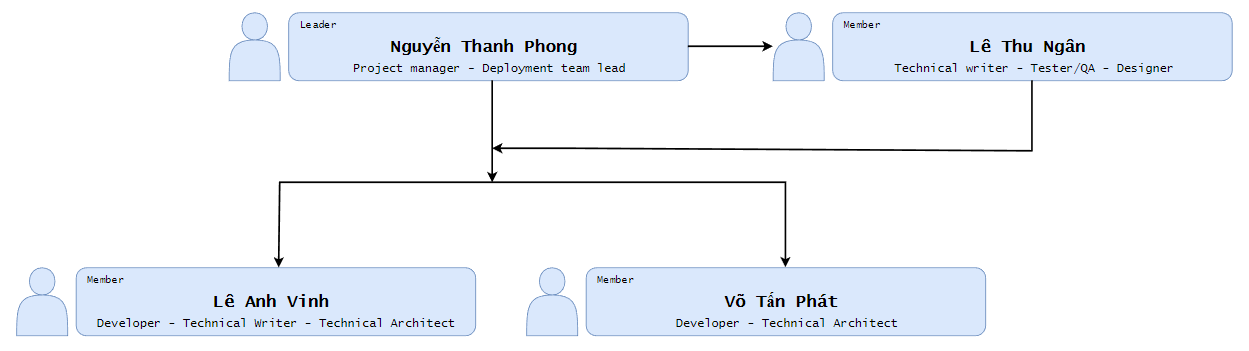 Leader
Nguyễn Thanh Phong
Project manager - Deployment team lead
Member
Lê Thu Ngân
Technical writer - Tester/QA - Designer
Member
Lê Anh Vinh
Developer - Technical Writer - Technical Architect
Member
Võ Tấn Phát
Developer - Technical Architect